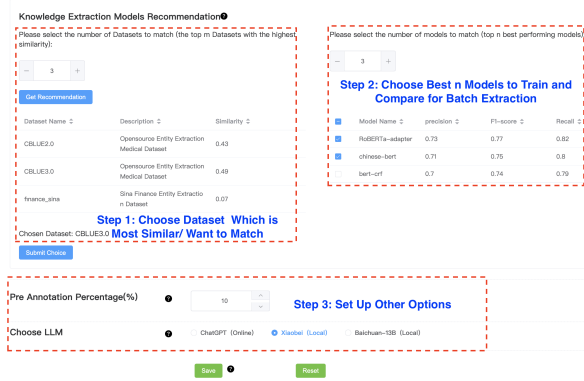 Knowledge Extraction Models Recommendation
Please select the number of Datasets to match (the top m Datasets with the highest
similarity):
− 3 +
Get Recommendation
Dataset Name Description Similarity
CBLUE2.0 Opensource Entity Extraction
Medical Dataset 0.43
CBLUE3.0 Opensource Entity Extraction
Medical Dataset 0.49
finance_sina Sina Finance Entity Extractio
n Dataset 0.07
Step 1: Choose Dataset Which is
Most Similar/ Want to Match
Chosen Dataset: CBLUE3.0
Submit Choice
Please select the number of models to match (top n best performing models)
− 3 +
Step 2: Choose Best n Models to Train and
Compare for Batch Extraction
Model Name precision F1-score Recall
RoBERTa-adapter 0.73 0.77 0.82
chinese-bert 0.71 0.75 0.8
bert-crf 0.7 0.74 0.79
Pre Annotation Percentage(%) 10
Step 3: Set Up Other Options
Choose LLM ChatGPT (Online) Xiaobei (Local) Baichuan-13B (Local)
Save Reset